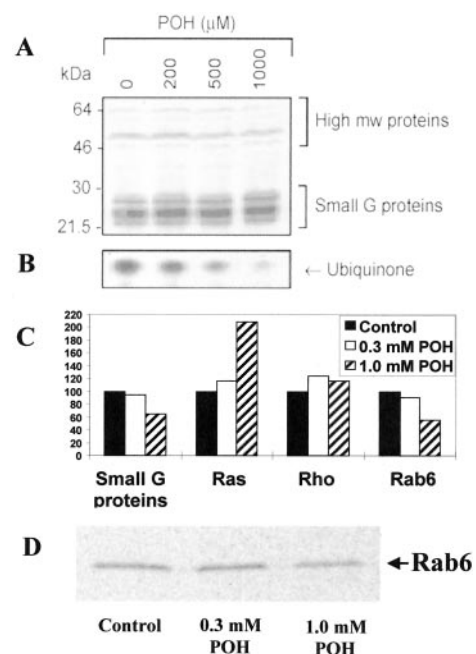 POH (µM)
A
kDa
0 200 500 1000
64
46
High mw proteins
30
21.5
Small G proteins
B
← Ubiquinone
C
220
200
180
160
140
120
100
80
60
40
20
0
Control
0.3 mM POH
1.0 mM POH
Small G proteins
Ras
Rho
Rab6
D
Rab6
Control
0.3 mM POH
1.0 mM POH